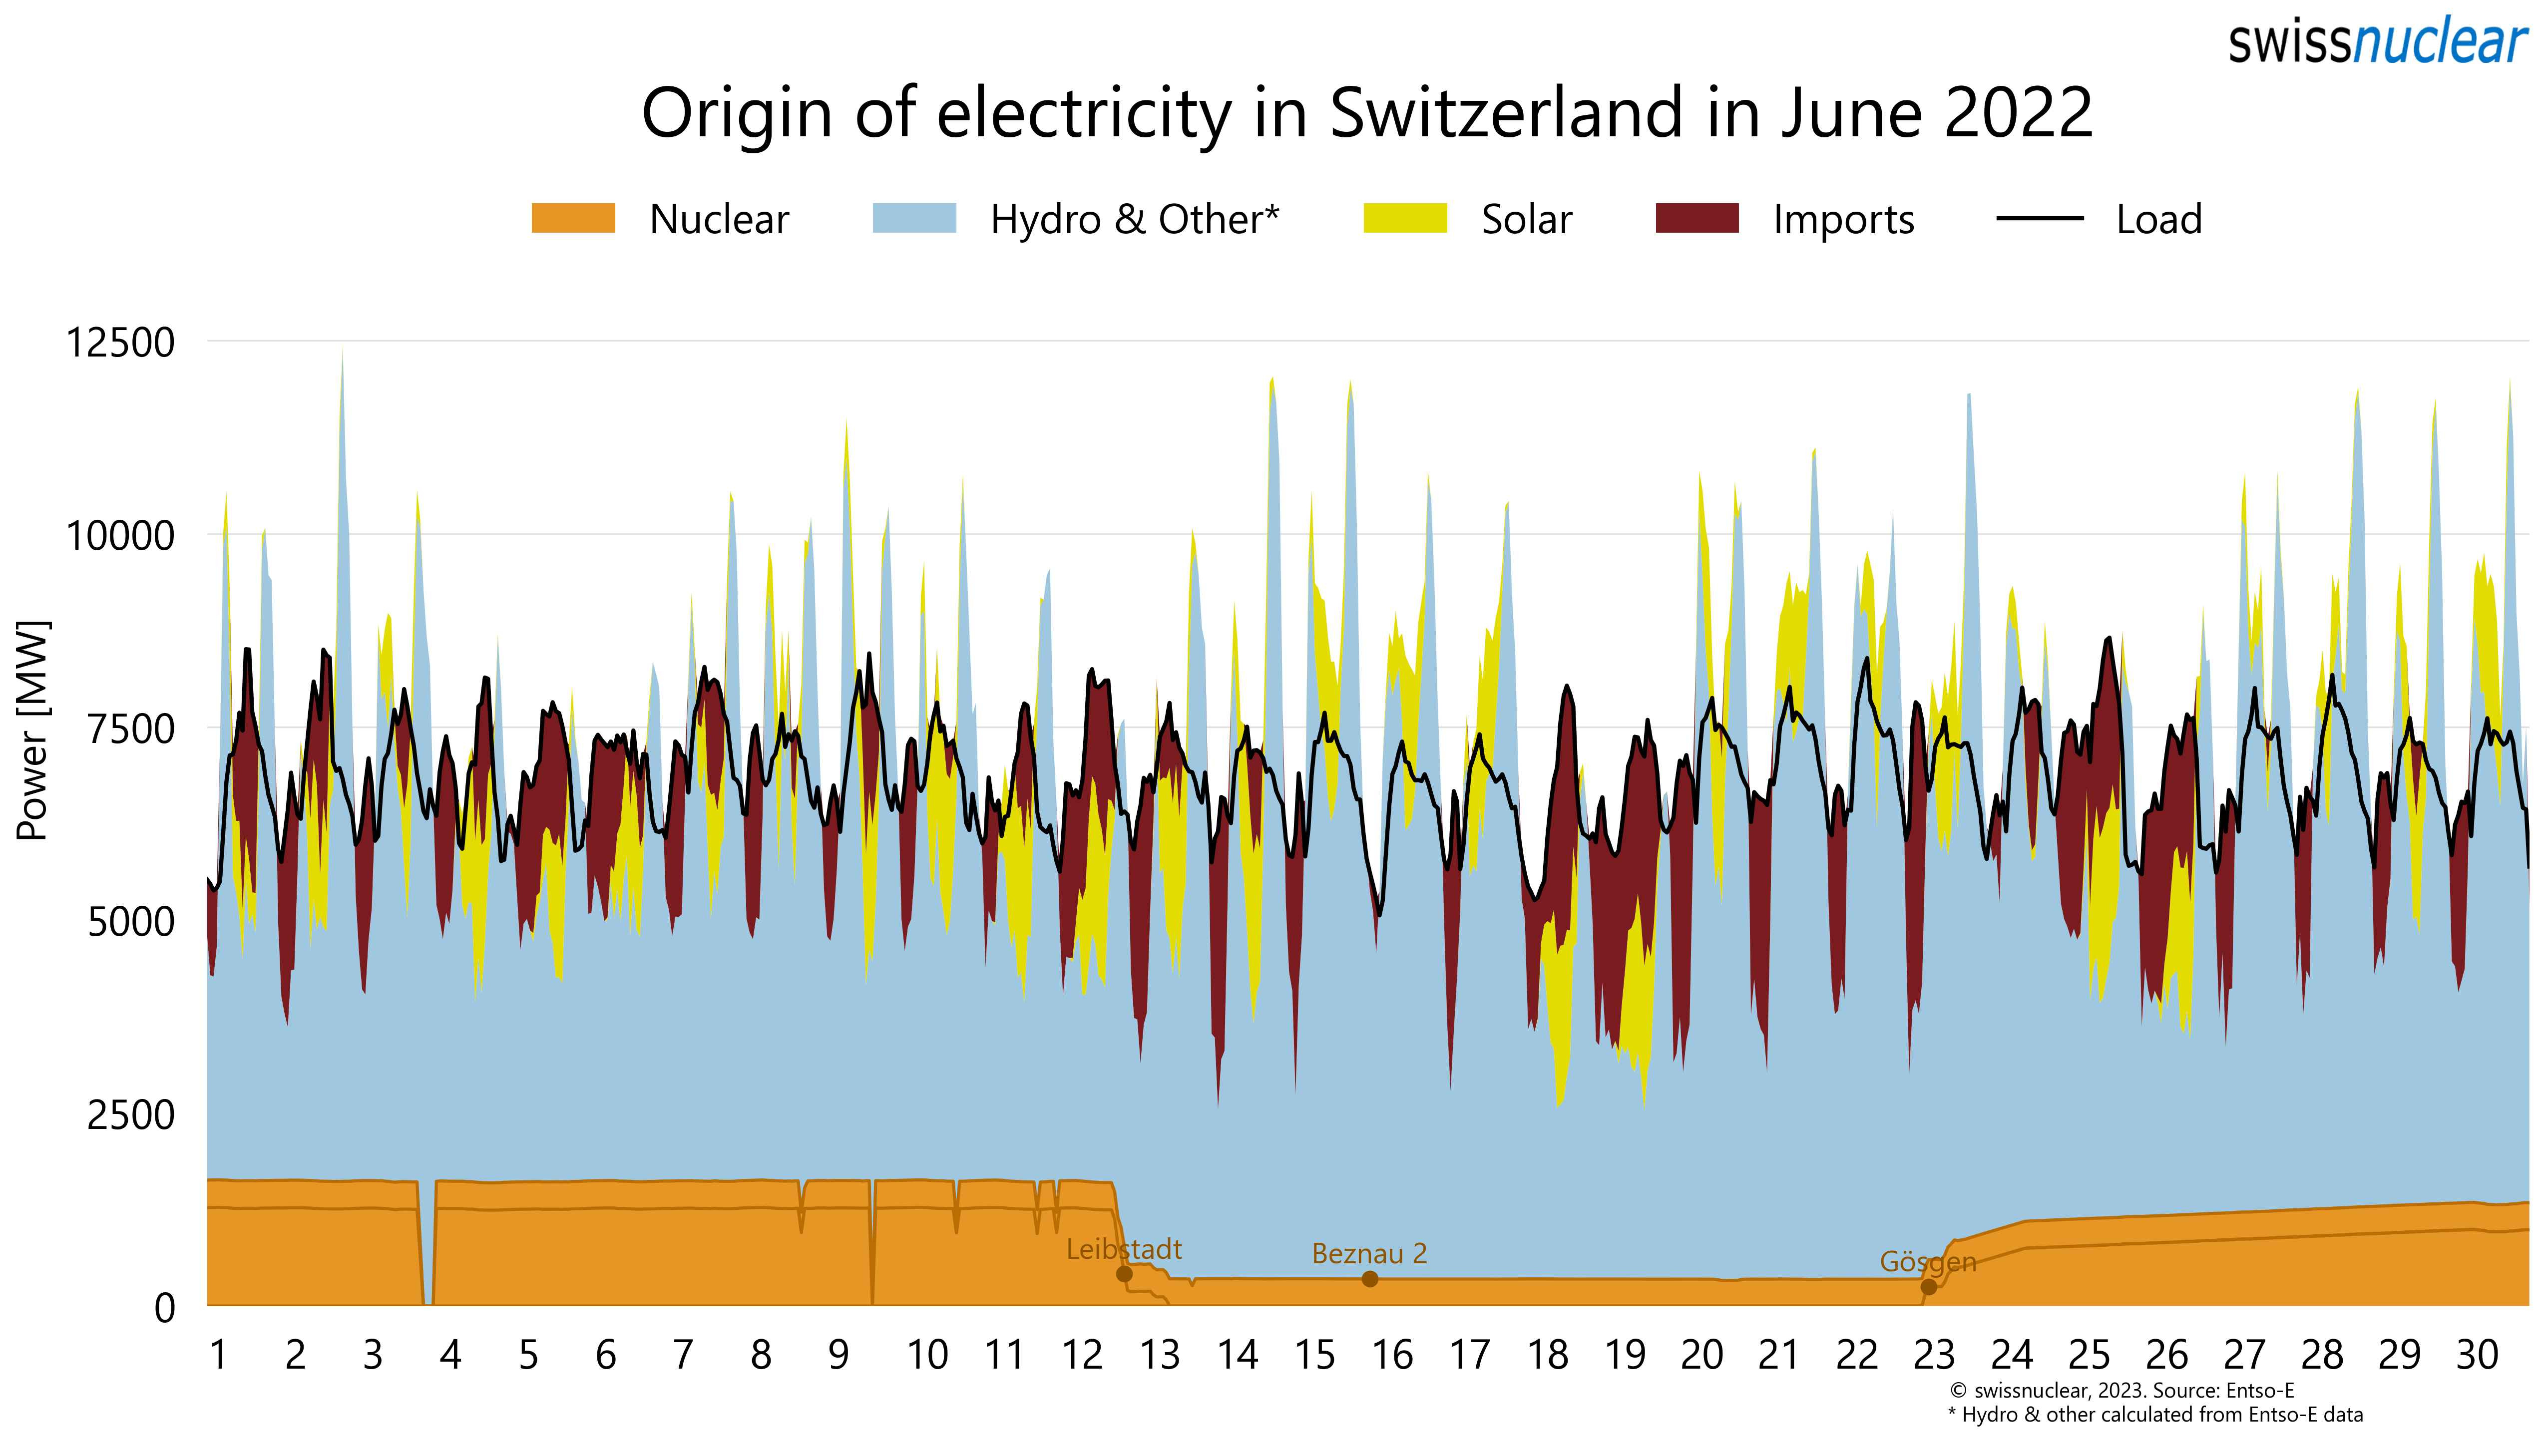 swissnuclear
Origin of electricity in Switzerland in June 2022
Nuclear Hydro & Other* Solar Imports Load
Power [MW]
12500
10000
7500
5000
2500
0
Leibstadt Beznau 2 Gösgen
1 2 3 4 5 6 7 8 9 10 11 12 13 14 15 16 17 18 19 20 21 22 23 24 25 26 27 28 29 30
© swissnuclear, 2023. Source: Entso-E
* Hydro & other calculated from Entso-E data